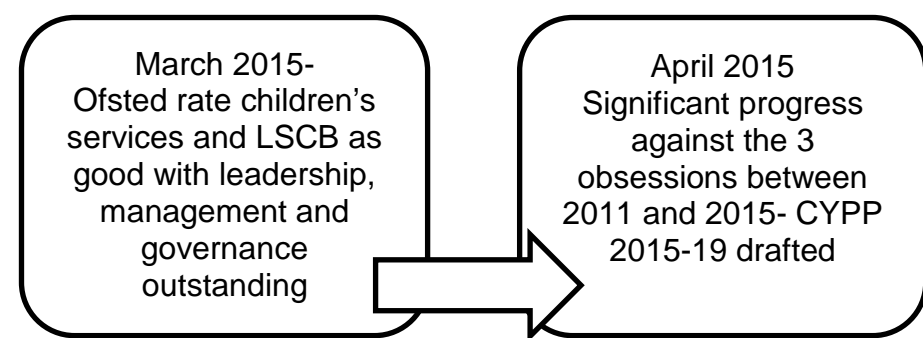 March 2015-
Ofsted rate children's
services and LSCB as
good with leadership,
management and
governance
outstanding
April 2015
Significant progress
against the 3
obsessions between
2011 and 2015- CYPP
2015-19 drafted